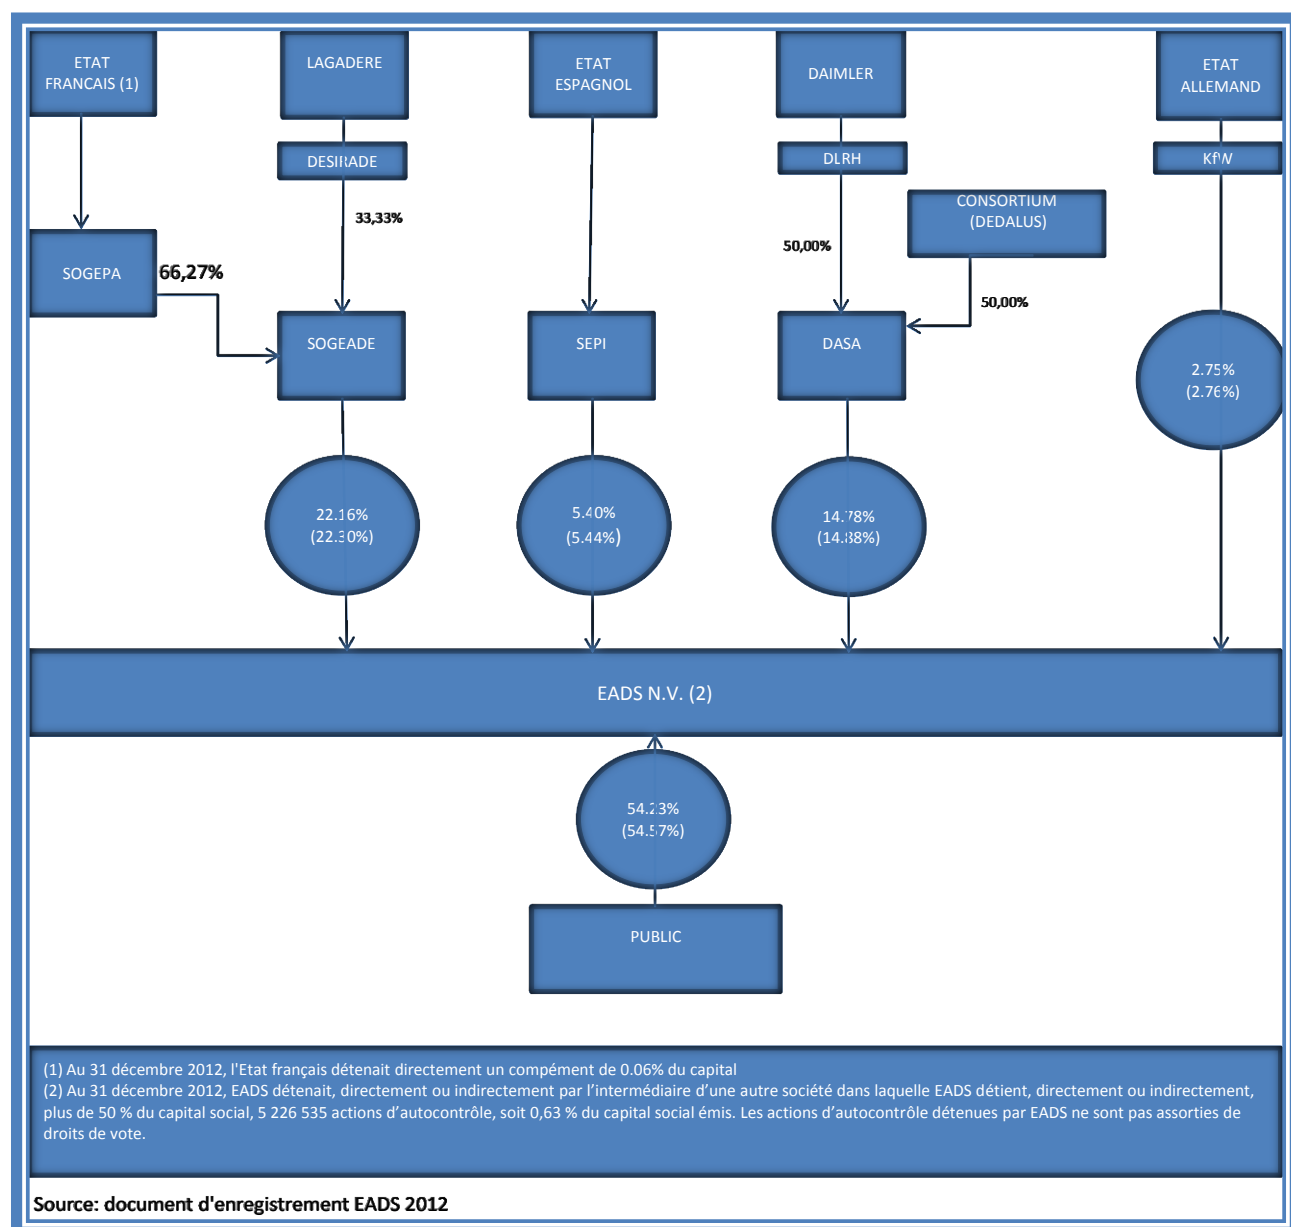 ETAT
FRANCAIS (1)
LAGADERE
ETAT
ESPAGNOL
DAIMLER
ETAT
ALLEMAND
DESIRADE
DLRH
KfW
CONSORTIUM
(DEDALUS)
33,33%
50,00%
SOGEPA
66,27%
50,00%
SOGEADE
SEPI
DASA
2.75%
(2.76%)
22.16%
(22.30%)
5.40%
(5.44%)
14.78%
(14.88%)
EADS N.V. (2)
54.23%
(54.57%)
PUBLIC
(1) Au 31 décembre 2012, l'Etat français détenait directement un compément de 0.06% du capital
(2) Au 31 décembre 2012, EADS détenait, directement ou indirectement par l’intermédiaire d’une autre société dans laquelle EADS détient, directement ou indirectement,
plus de 50 % du capital social, 5 226 535 actions d’autocontrôle, soit 0,63 % du capital social émis. Les actions d’autocontrôle détenues par EADS ne sont pas assorties de
droits de vote.
Source: document d'enregistrement EADS 2012